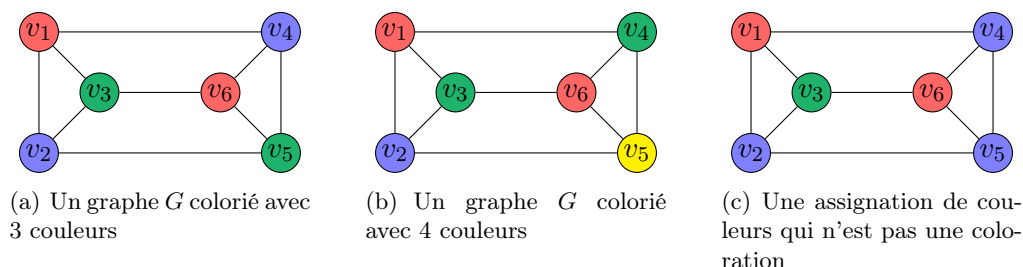 v1 v4
v3 v6
v2 v5
(a) Un graphe G colorié avec
3 couleurs
v1 v4
v3 v6
v2 v5
(b) Un graphe G colorié
avec 4 couleurs
v1 v4
v3 v6
v2 v5
(c) Une assignation de cou-
leurs qui n'est pas une colo-
ration